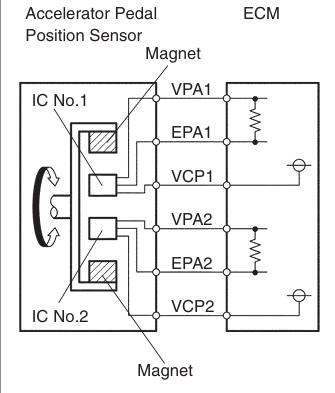 Accelerator Pedal
Position Sensor
ECM
Magnet
IC No.1
VPA1
EPA1
VCP1
VPA2
EPA2
VCP2
IC No.2
Magnet